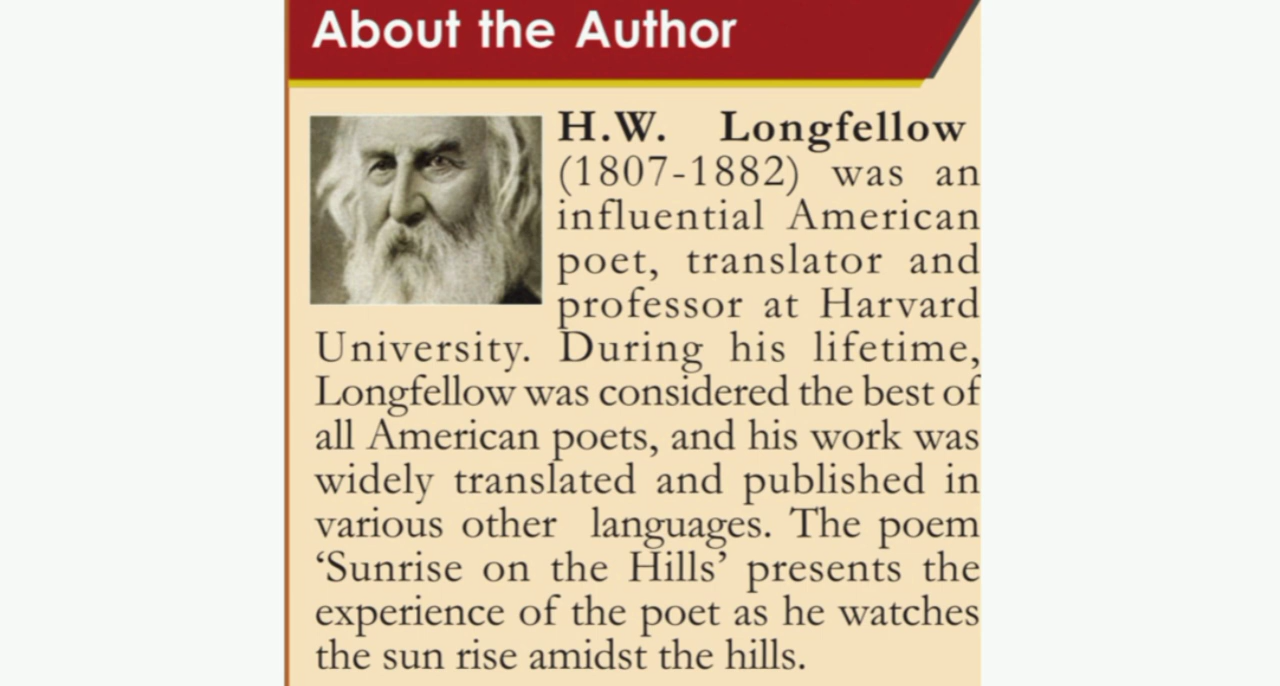 About the Author
H.W. Longfellow
(1807-1882) was an
influential American
poet, translator and
professor at Harvard
University. During his lifetime,
Longfellow was considered the best of
all American poets, and his work was
widely translated and published in
various other languages. The poem
‘Sunrise on the Hills’ presents the
experience of the poet as he watches
the sun rise amidst the hills.